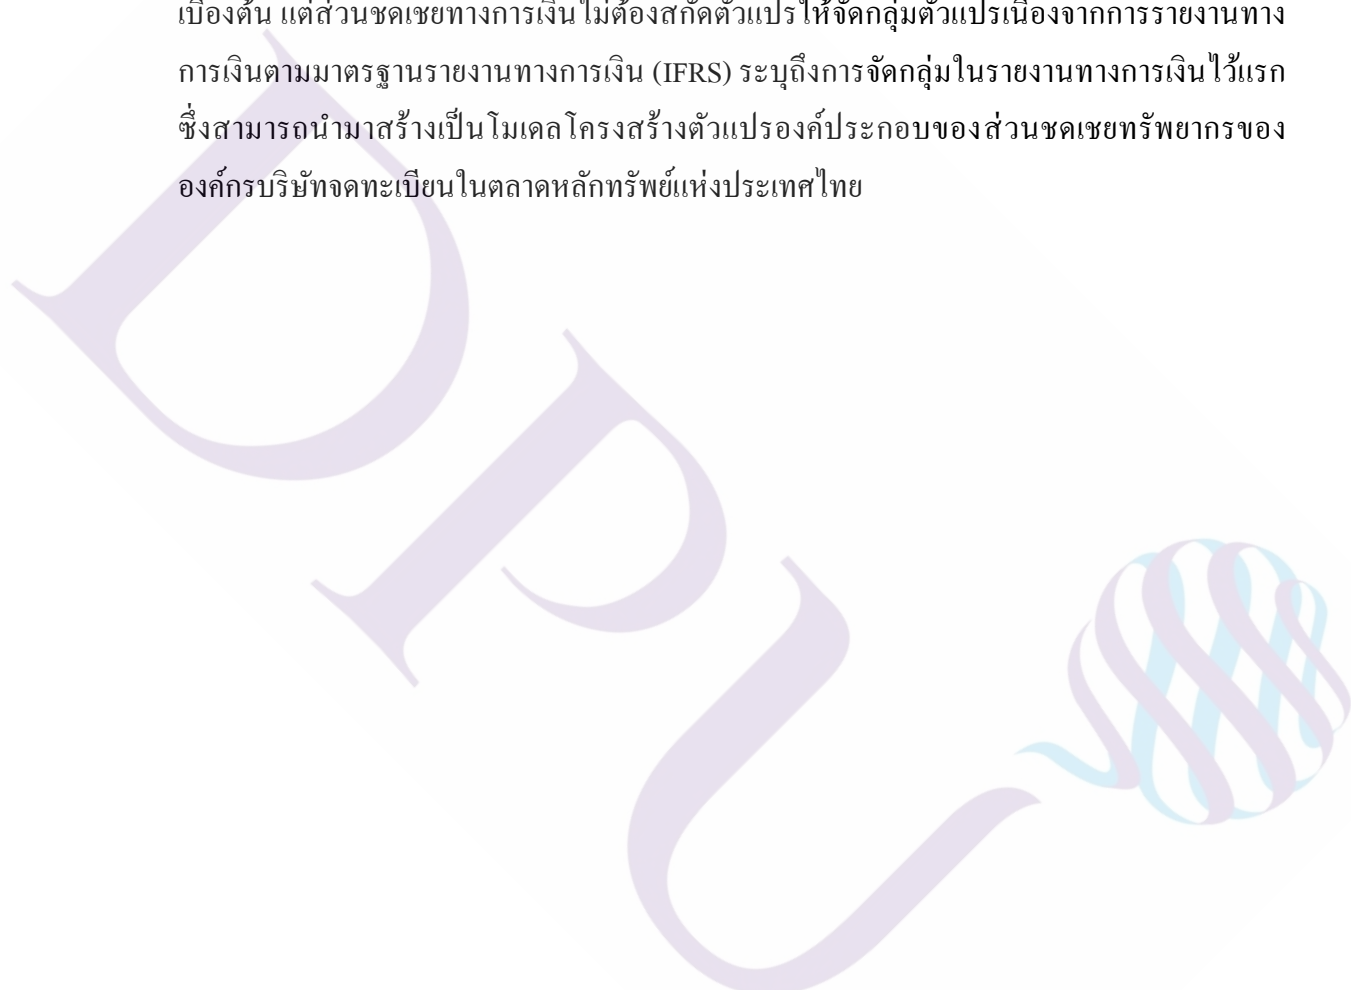 เบื้องต้น แต่ส่วนชดเชยทางการเงินไม่ต้องสกัดตัวแปรให้จัดกลุ่มตัวแปรเนื่องจากการรายงานทาง
การเงินตามมาตรฐานรายงานทางการเงิน (IFRS) ระบุถึงการจัดกลุ่มในรายงานทางการเงินไว้แรก
ซึ่งสามารถนำมาสร้างเป็นโมเดลโครงสร้างตัวแปรองค์ประกอบของส่วนชดเชยทรัพยากรของ
องค์กรบริษัทจดทะเบียนในตลาดหลักทรัพย์แห่งประเทศไทย
DPU